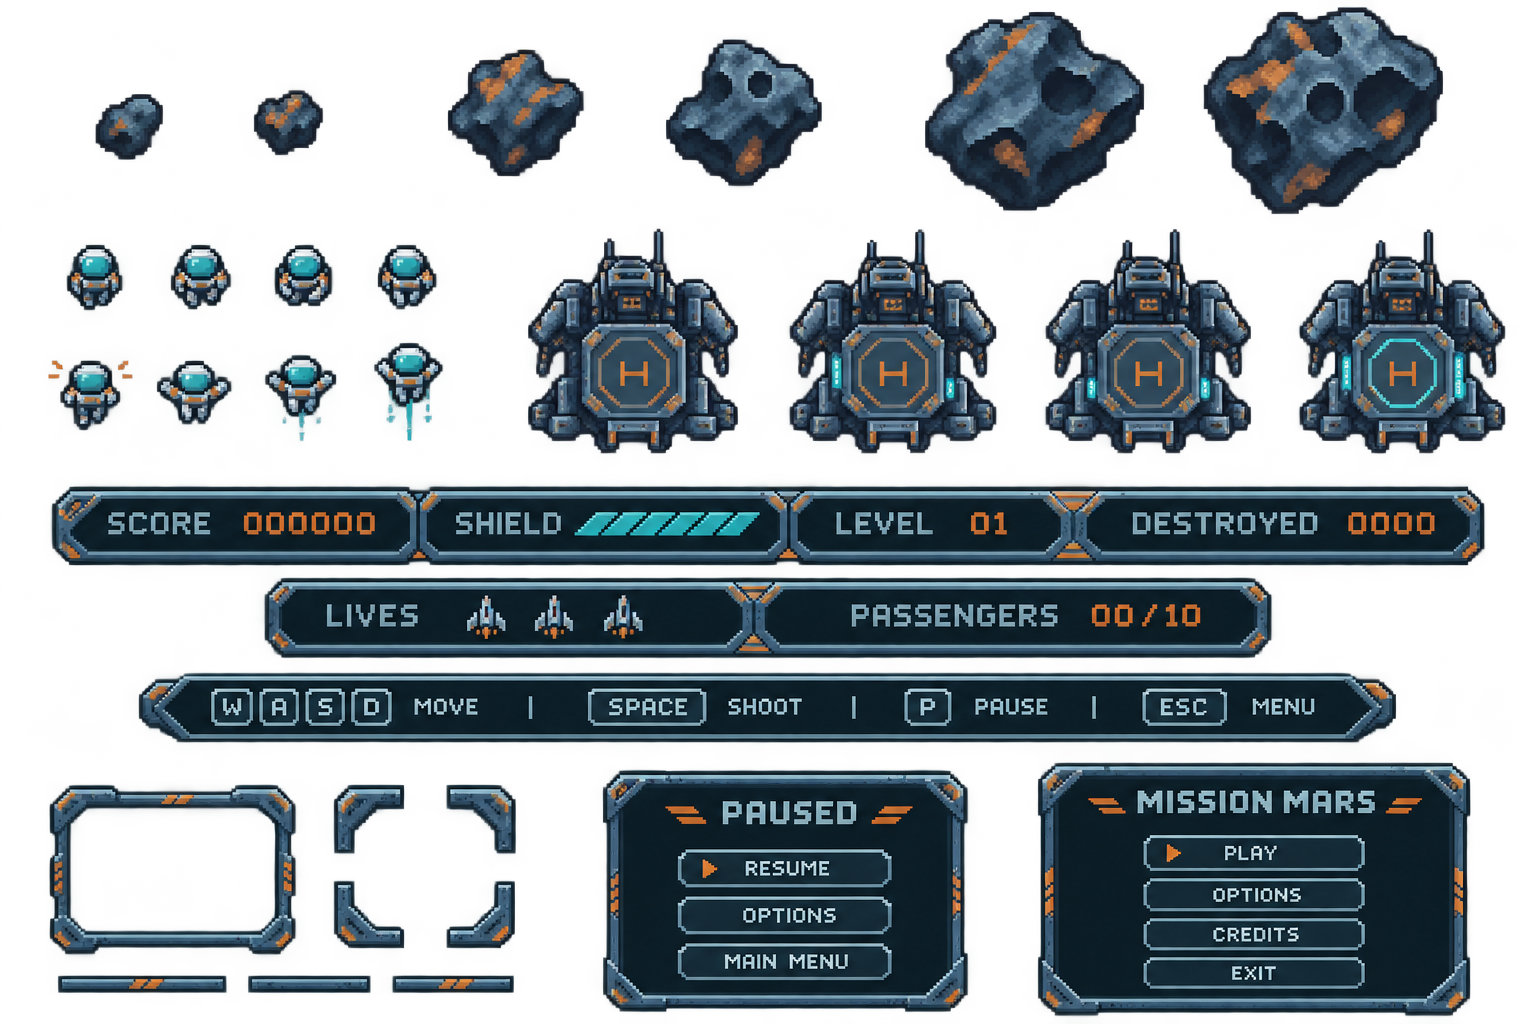 H H H H
SCORE 000000 SHIELD LEVEL 01 DESTROYED 0000
LIVES PASSENGERS 00/10
W A S D MOVE | SPACE SHOOT | P PAUSE | ESC MENU
PAUSED
RESUME
OPTIONS
MAIN MENU
MISSION MARS
PLAY
OPTIONS
CREDITS
EXIT